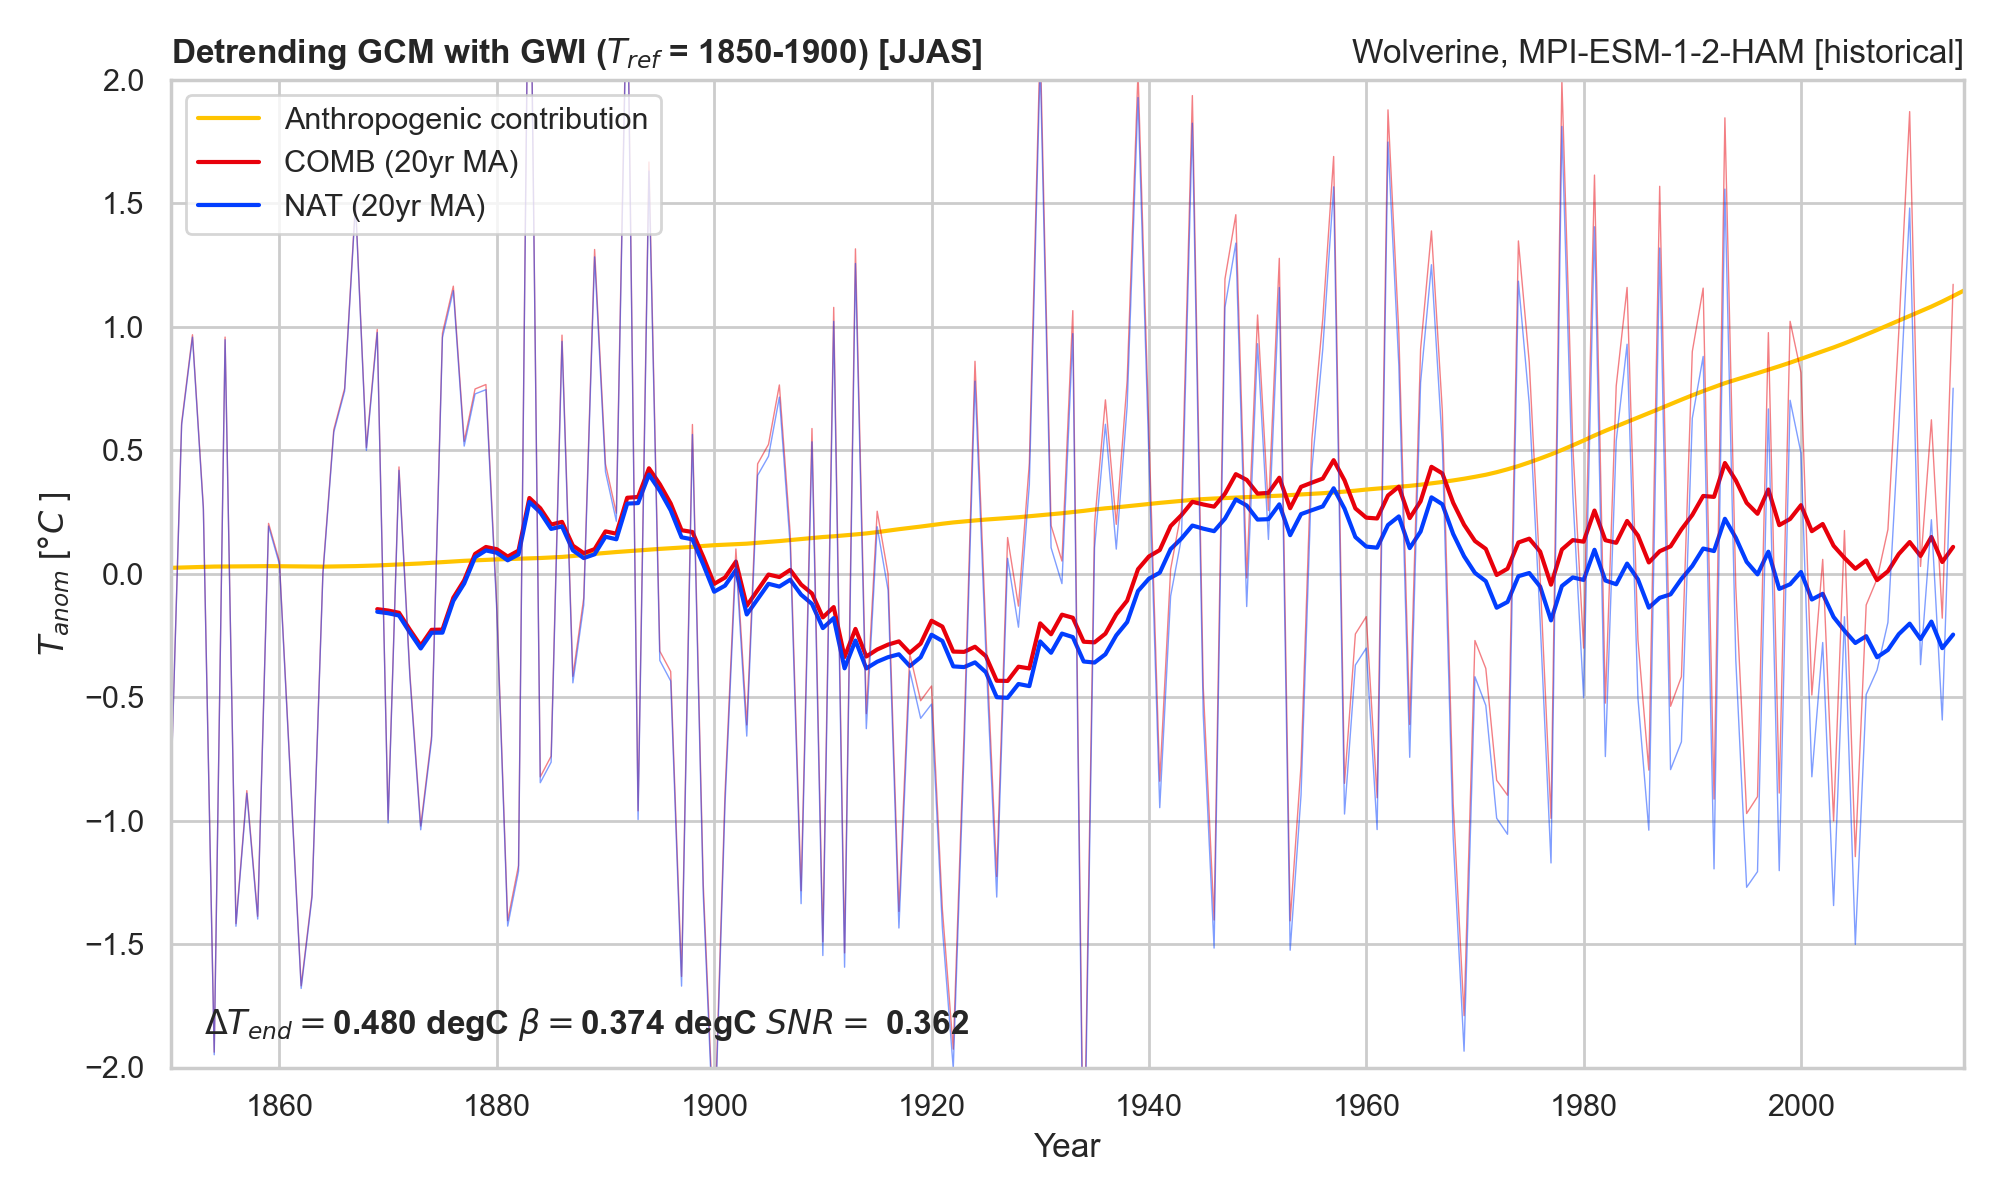 Detrending GCM with GWI (T_ref = 1850-1900) [JJAS]
Wolverine, MPI-ESM-1-2-HAM [historical]
Anthropogenic contribution
COMB (20yr MA)
NAT (20yr MA)
2.0
1.5
1.0
0.5
0.0
−0.5
−1.0
−1.5
−2.0
T_anom [°C ]
ΔT_end = 0.480 degC β = 0.374 degC SNR = 0.362
1860 1880 1900 1920 1940 1960 1980 2000
Year